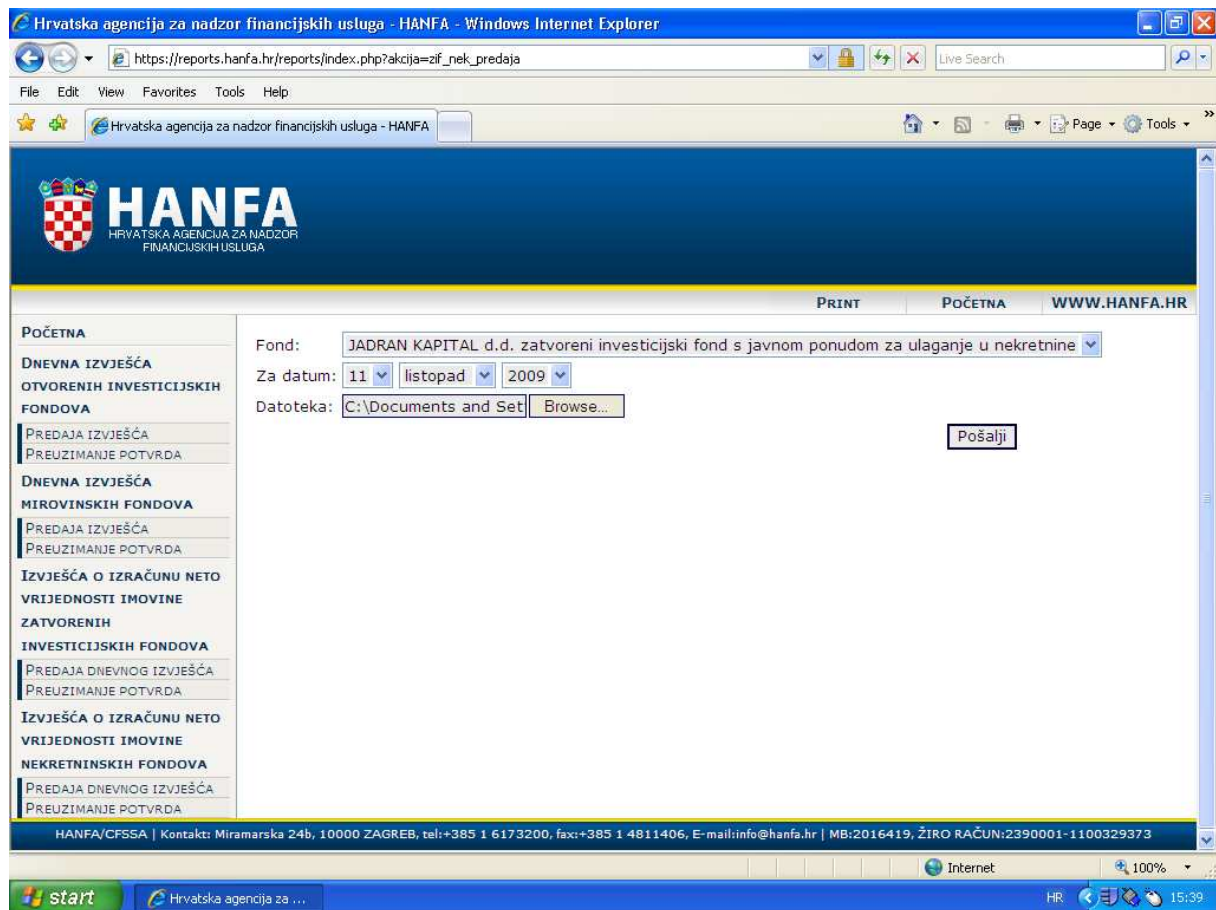 Hrvatska agencija za nadzor financijskih usluga - HANFA - Windows Internet Explorer
https://reports.hanfa.hr/reports/index.php?akcija=zif_nek_predaja
Live Search
File Edit View Favorites Tools Help
Hrvatska agencija za nadzor financijskih usluga - HANFA
Page Tools
HANFA
HRVATSKA AGENCIJA ZA NADZOR
FINANCIJSKIH USLUGA
PRINT POČETNA WWW.HANFA.HR
POČETNA
DNEVNA IZVJEŠĆA
OTVORENIH INVESTICIJSKIH
FONDOVA
PREDAJA IZVJEŠĆA
PREUZIMANJE POTVRDA
DNEVNA IZVJEŠĆA
MIROVINSKIH FONDOVA
PREDAJA IZVJEŠĆA
PREUZIMANJE POTVRDA
IZVJEŠĆA O IZRAČUNU NETO
VRIJEDNOSTI IMOVINE
ZATVORENIH
INVESTICIJSKIH FONDOVA
PREDAJA DNEVNOG IZVJEŠĆA
PREUZIMANJE POTVRDA
IZVJEŠĆA O IZRAČUNU NETO
VRIJEDNOSTI IMOVINE
NEKRETNINSKIH FONDOVA
PREDAJA DNEVNOG IZVJEŠĆA
PREUZIMANJE POTVRDA
Fond: JADRAN KAPITAL d.d. zatvoreni investicijski fond s javnom ponudom za ulaganje u nekretnine
Za datum: 11 listopad 2009
Datoteka: C:\Documents and Set Browse...
Pošalji
HANFA/CFSSA | Kontakt: Miramarska 24b, 10000 ZAGREB, tel:+385 1 6173200, fax:+385 1 4811406, E-mail:info@hanfa.hr | MB:2016419, ŽIRO RAČUN:2390001-1100329373
Internet 100%
start Hrvatska agencija za ... HR 15:39